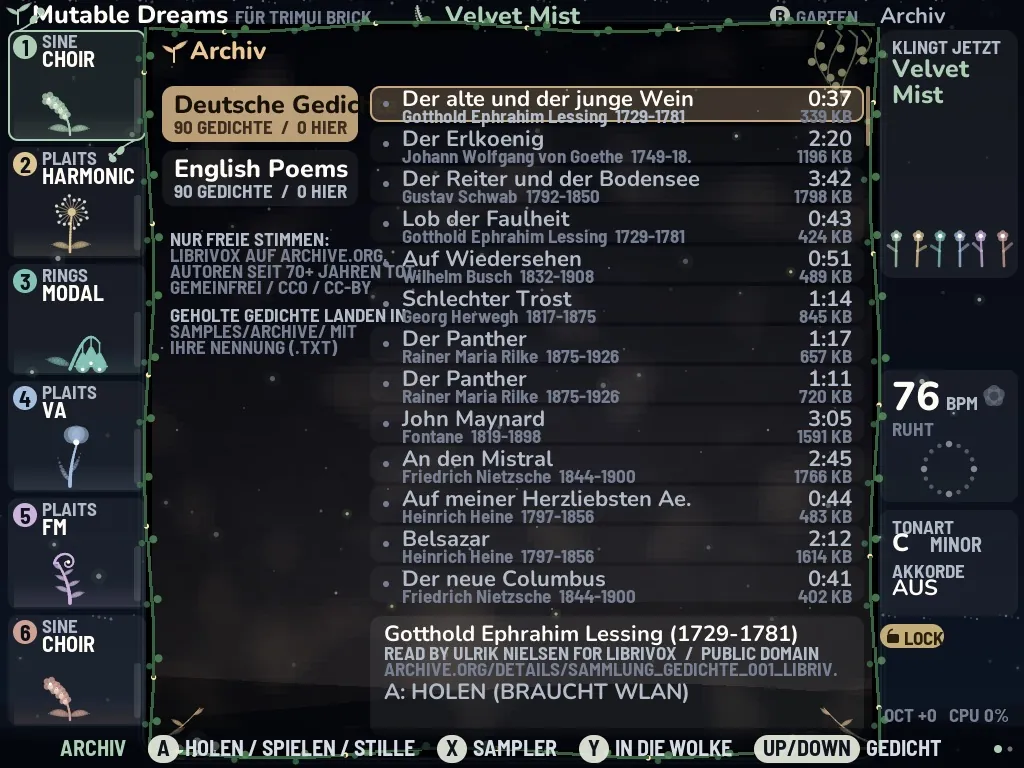 Mutable Dreams FÜR TRIMUI BRICK
Velvet Mist
B GARTEN
Archiv
1 SINE
CHOIR
2 PLAITS
HARMONIC
3 RINGS
MODAL
4 PLAITS
VA
5 PLAITS
FM
6 SINE
CHOIR
Archiv
Deutsche Gedic
90 GEDICHTE / 0 HIER
English Poems
90 GEDICHTE / 0 HIER
NUR FREIE STIMMEN:
LIBRIVOX AUF ARCHIVE.ORG,
AUTOREN SEIT 70+ JAHREN TOT,
GEMEINFREI / CC0 / CC-BY
GEHOLTE GEDICHTE LANDEN IN
SAMPLES/ARCHIVE/ MIT
IHRE NENNUNG (.TXT)
Der alte und der junge Wein 0:37
Gotthold Ephrahim Lessing 1729-1781 339 KB
Der Erlkoenig 2:20
Johann Wolfgang von Goethe 1749-18. 1196 KB
Der Reiter und der Bodensee 3:42
Gustav Schwab 1792-1850 1798 KB
Lob der Faulheit 0:43
Gotthold Ephrahim Lessing 1729-1781 424 KB
Auf Wiedersehen 0:51
Wilhelm Busch 1832-1908 489 KB
Schlechter Trost 1:14
Georg Herwegh 1817-1875 845 KB
Der Panther 1:17
Rainer Maria Rilke 1875-1926 657 KB
Der Panther 1:11
Rainer Maria Rilke 1875-1926 720 KB
John Maynard 3:05
Fontane 1819-1898 1591 KB
An den Mistral 2:45
Friedrich Nietzsche 1844-1900 1766 KB
Auf meiner Herzliebsten Ae. 0:44
Heinrich Heine 1797-1856 483 KB
Belsazar 2:12
Heinrich Heine 1797-1856 1614 KB
Der neue Columbus 0:41
Friedrich Nietzsche 1844-1900 402 KB
Gotthold Ephrahim Lessing (1729-1781)
READ BY ULRIK NIELSEN FOR LIBRIVOX / PUBLIC DOMAIN
ARCHIVE.ORG/DETAILS/SAMMLUNG_GEDICHTE_001_LIBRIV.
A: HOLEN (BRAUCHT WLAN)
KLINGT JETZT
Velvet
Mist
76 BPM
RUHT
TONART
C MINOR
AKKORDE
AUS
LOCK
OCT +0 CPU 0%
ARCHIV A HOLEN / SPIELEN / STILLE X SAMPLER Y IN DIE WOLKE UP/DOWN GEDICHT